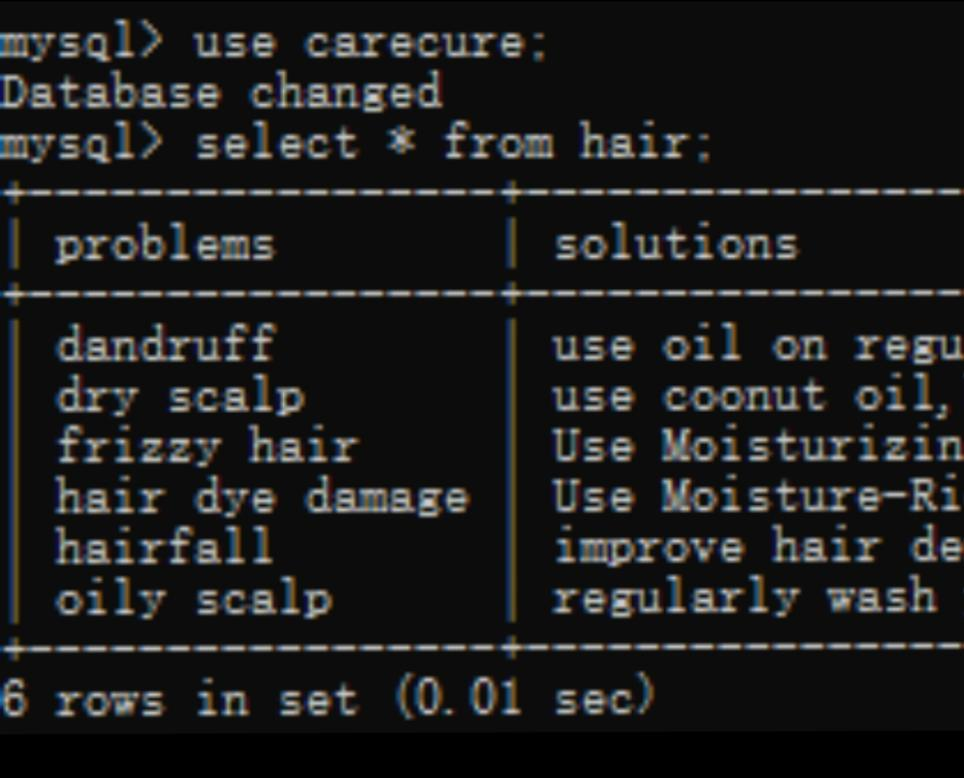 mysql> use carecure;
Database changed
mysql> select * from hair;
problems solutions
dandruff use oil on regu
dry scalp use coonut oil,
frizzy hair Use Moisturizin
hair dye damage Use Moisture-Ri
hairfall improve hair de
oily scalp regularly wash
6 rows in set (0.01 sec)